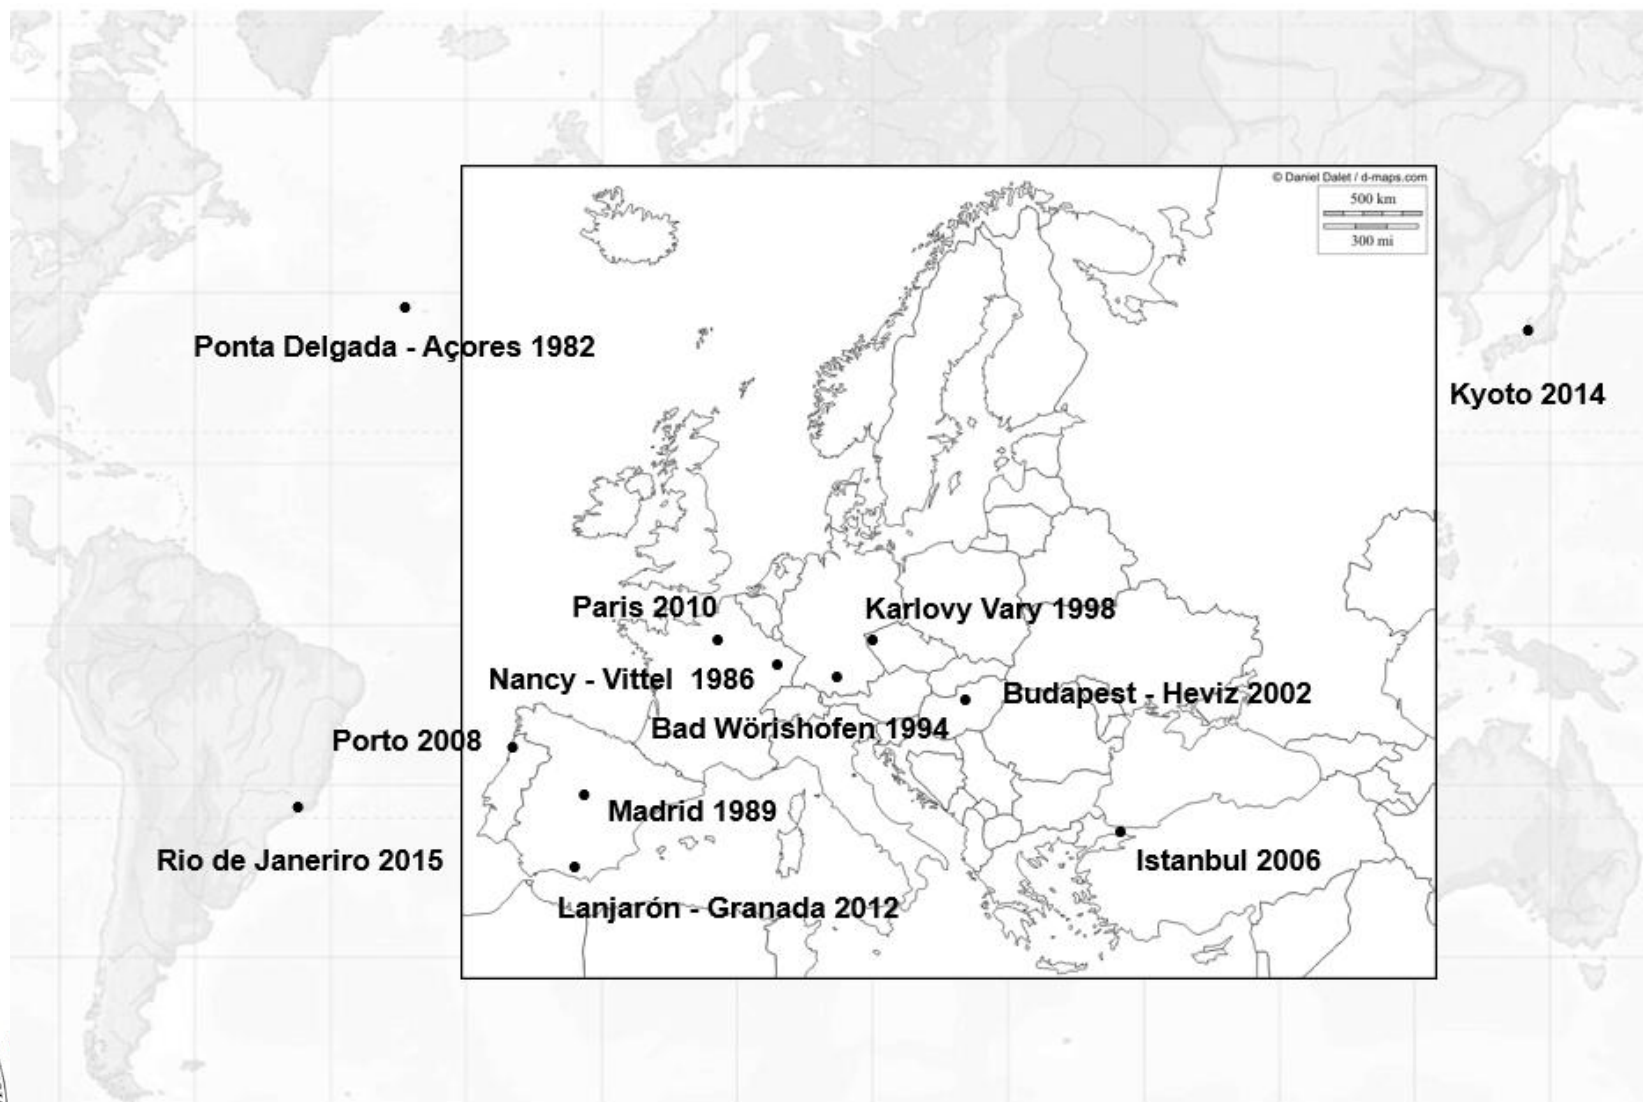 © Daniel Dalet / d-maps.com
500 km
300 mi
Ponta Delgada - Açores 1982
Kyoto 2014
Paris 2010
Karlovy Vary 1998
Nancy - Vittel  1986
Budapest - Heviz 2002
Bad Wörishofen 1994
Porto 2008
Madrid 1989
Rio de Janeriro 2015
Istanbul 2006
Lanjarón - Granada 2012